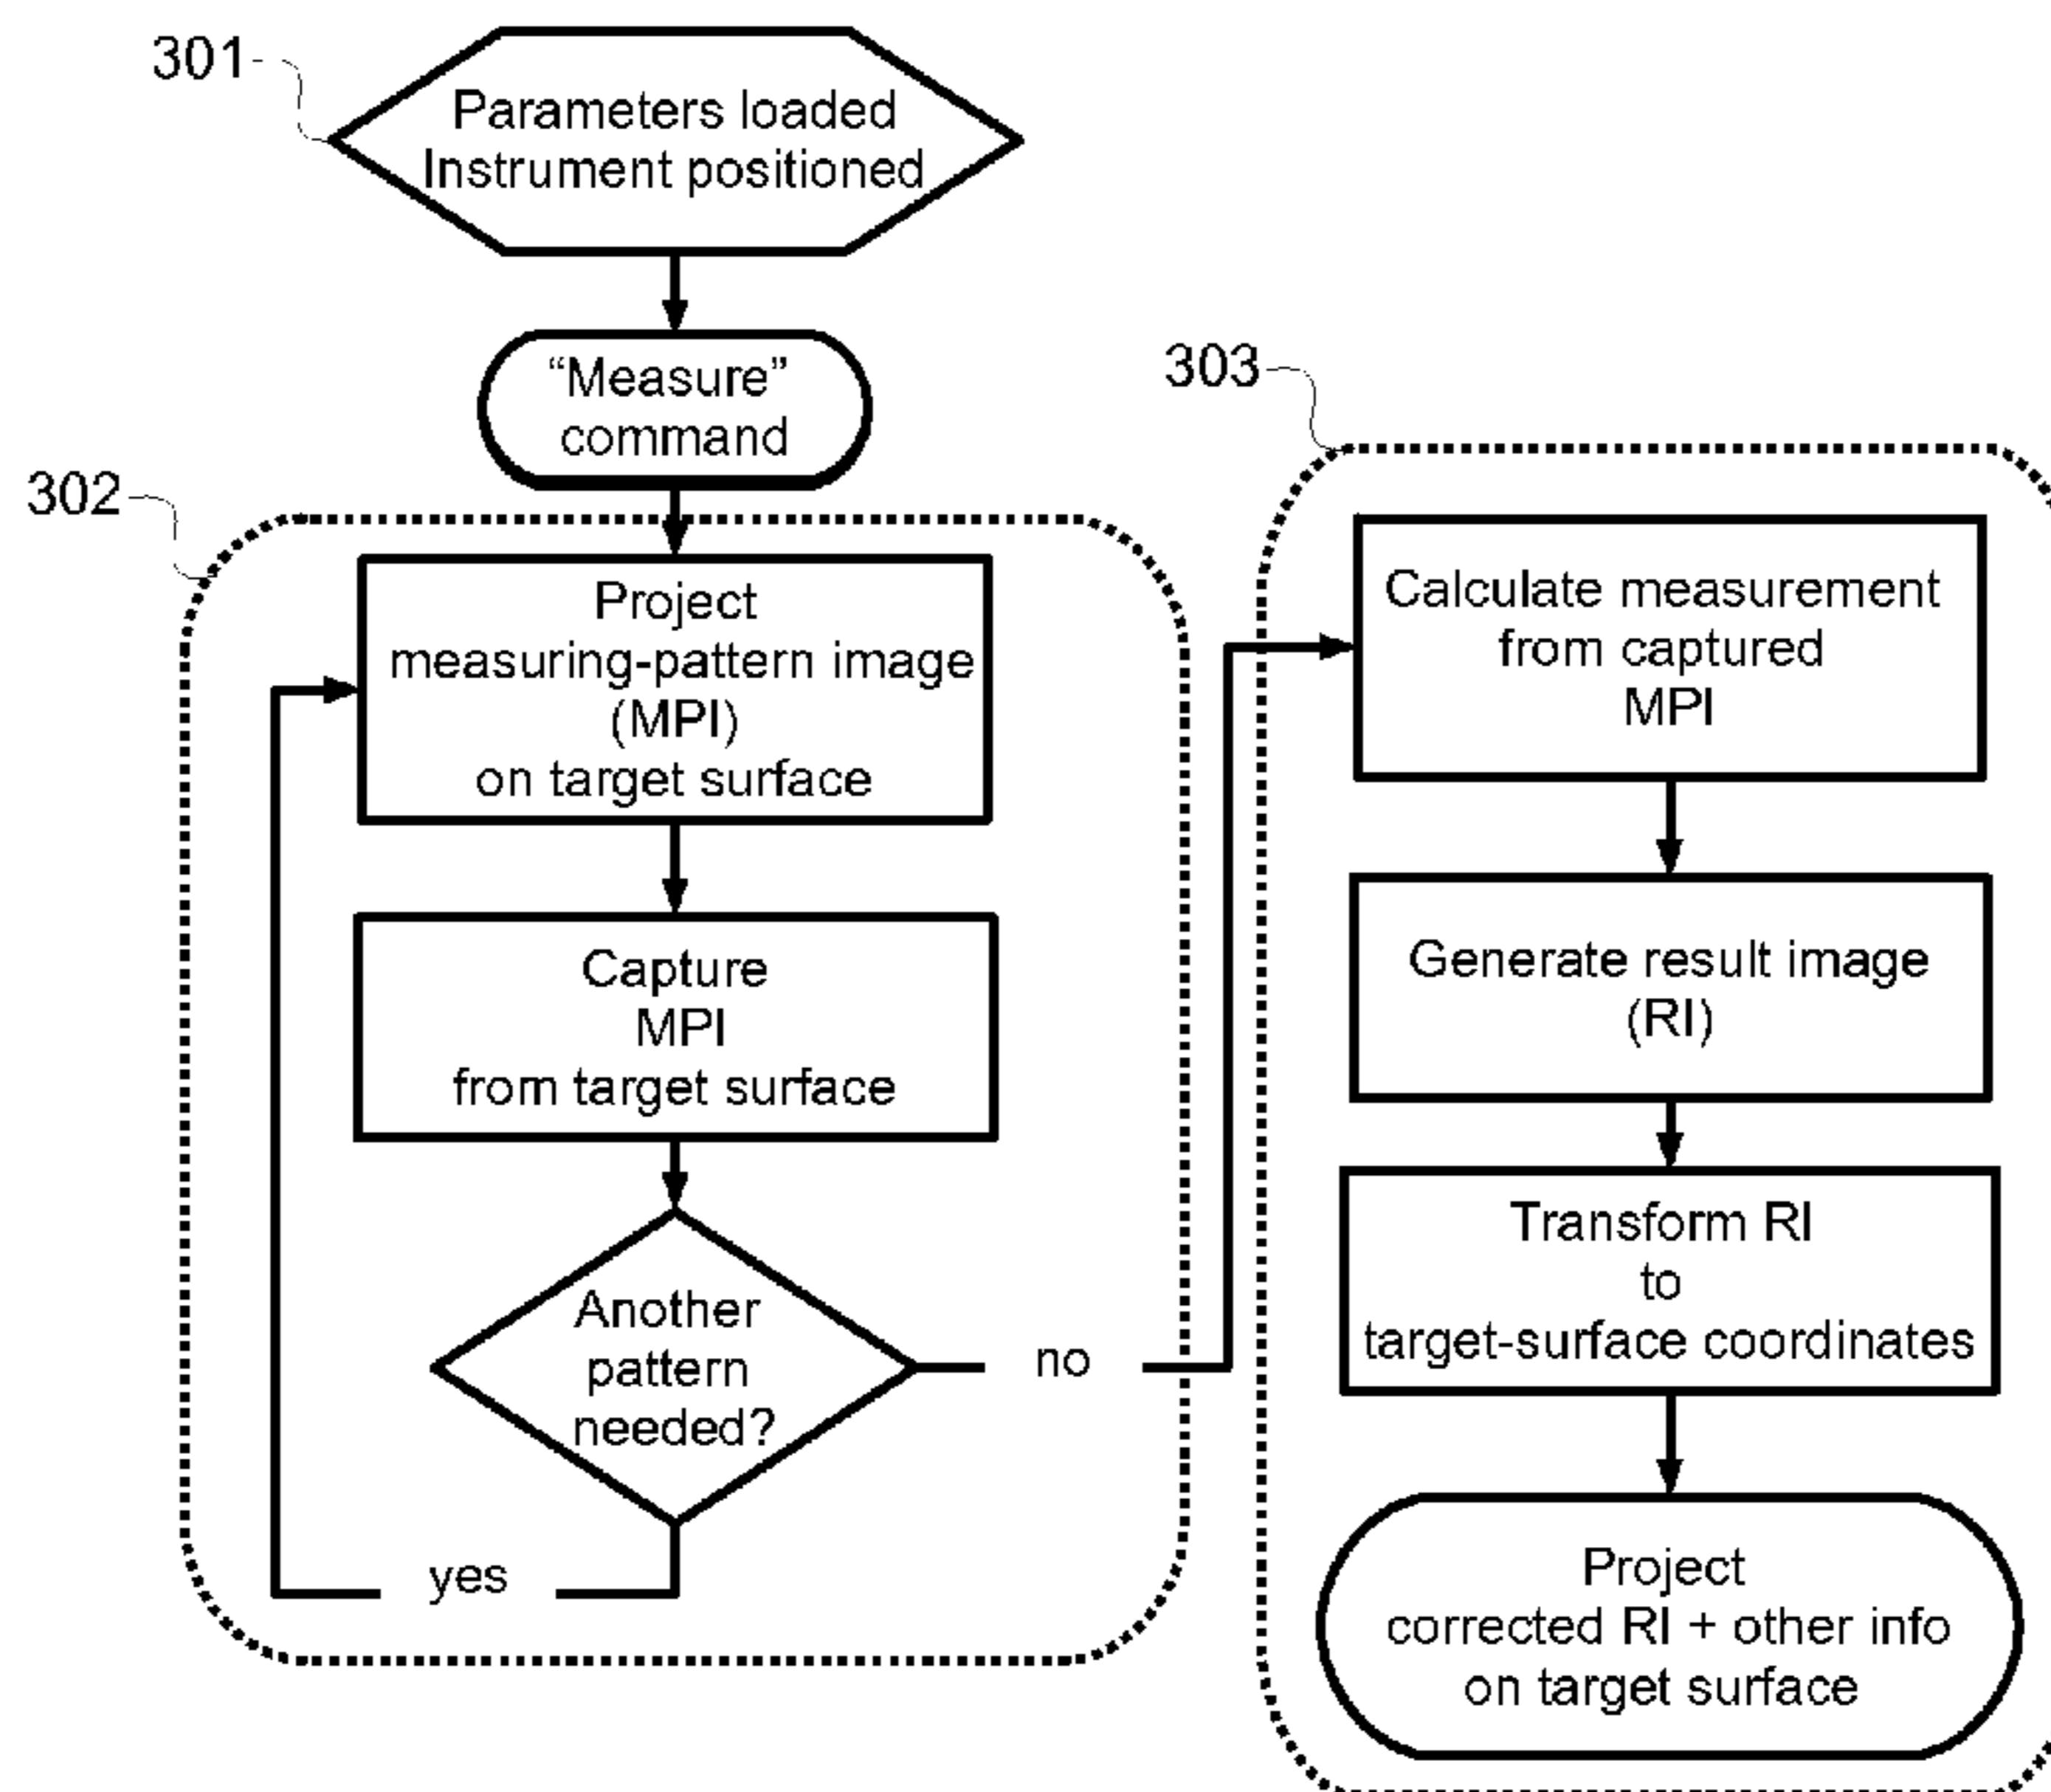 301
Parameters loaded
Instrument positioned
“Measure”
command
302
Project
measuring-pattern image
(MPI)
on target surface
Capture
MPI
from target surface
Another
pattern
needed?
yes
no
303
Calculate measurement
from captured
MPI
Generate result image
(RI)
Transform RI
to
target-surface coordinates
Project
corrected RI + other info
on target surface